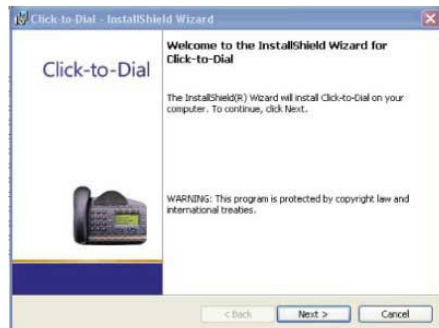 Click-to-Dial - InstallShield Wizard
Click-to-Dial
Welcome to the InstallShield Wizard for
Click-to-Dial
The InstallShield(R) Wizard will install Click-to-Dial on your
computer. To continue, click Next.
WARNING: This program is protected by copyright law and
international treaties.
< Back
Next >
Cancel